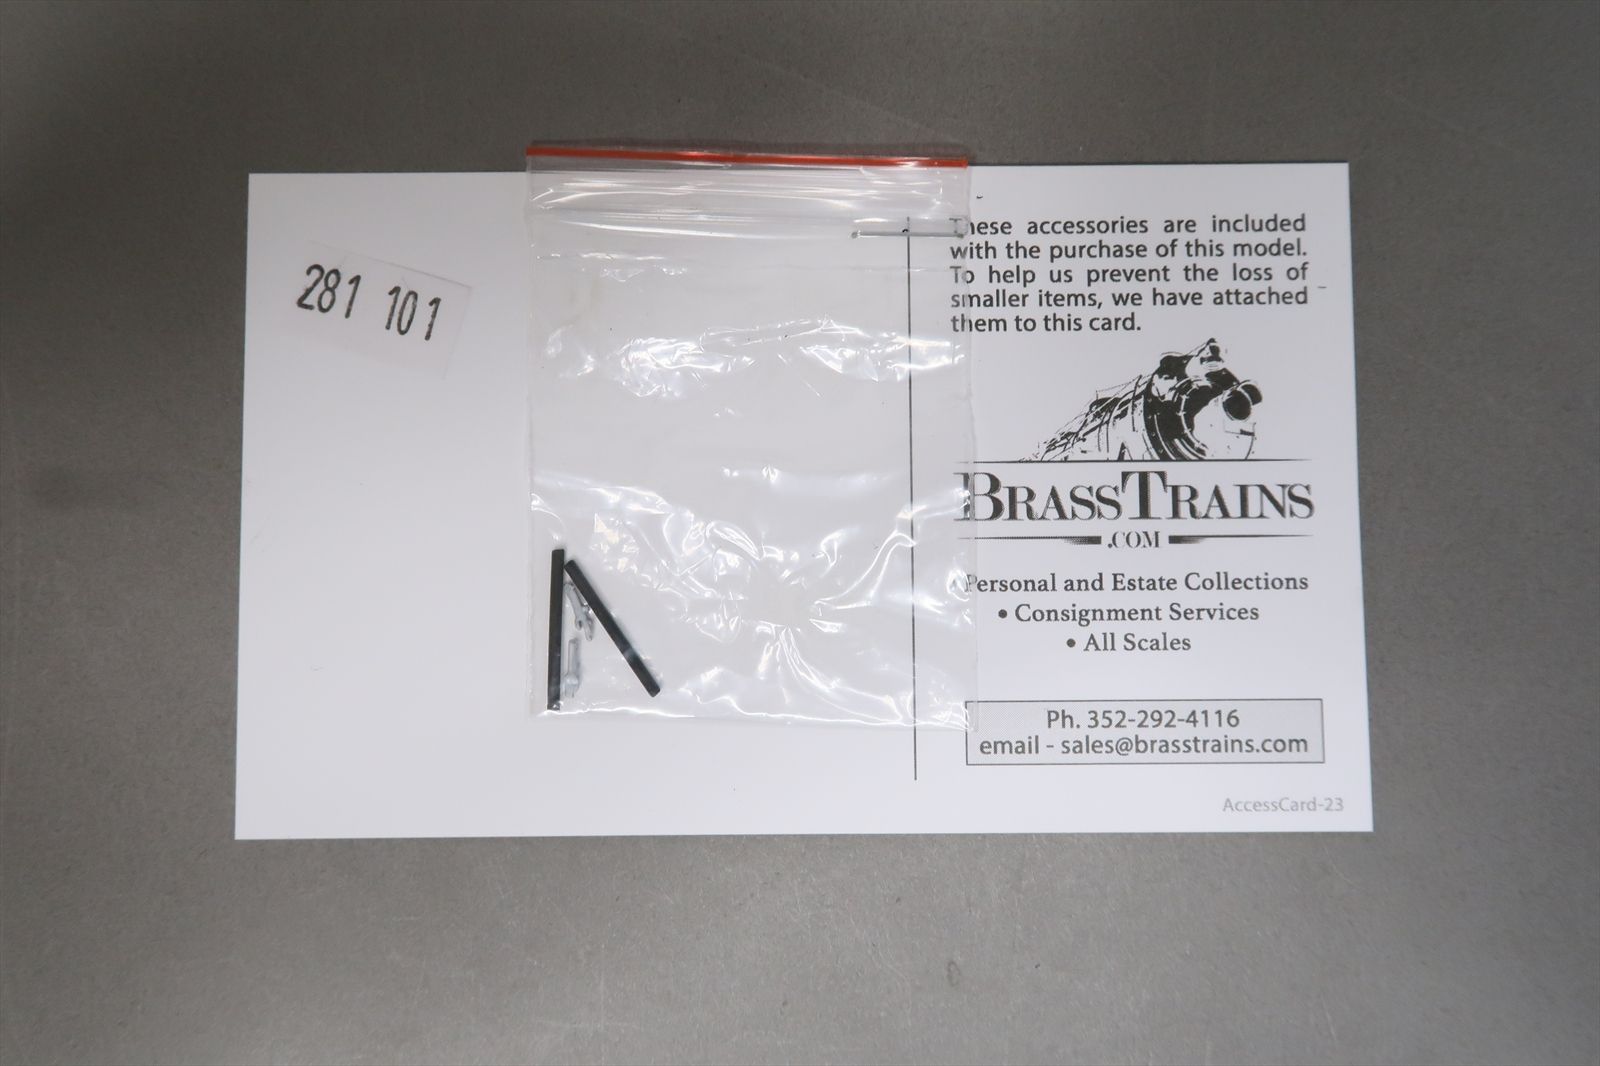 281 101
These accessories are included
with the purchase of this model.
To help us prevent the loss of
smaller items, we have attached
them to this card.
BRASSTRAINS
.COM
• Personal and Estate Collections
• Consignment Services
• All Scales
Ph. 352-292-4116
email - sales@brasstrains.com
AccessCard-23